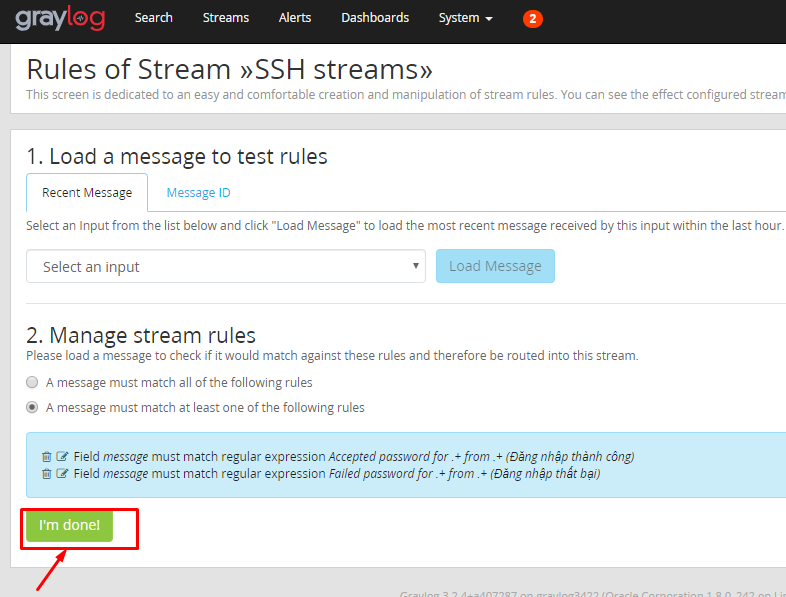 graylog
Search Streams Alerts Dashboards System 2
Rules of Stream »SSH streams»
This screen is dedicated to an easy and comfortable creation and manipulation of stream rules. You can see the effect configured stream
1. Load a message to test rules
Recent Message Message ID
Select an Input from the list below and click "Load Message" to load the most recent message received by this input within the last hour.
Select an input Load Message
2. Manage stream rules
Please load a message to check if it would match against these rules and therefore be routed into this stream.
A message must match all of the following rules
A message must match at least one of the following rules
Field message must match regular expression Accepted password for .+ from .+ (Đăng nhập thành công)
Field message must match regular expression Failed password for .+ from .+ (Đăng nhập thất bại)
I'm done!
Graylog 3.2.4+a407287 on graylog3422 (Oracle Corporation 1.8.0_242 on Lin